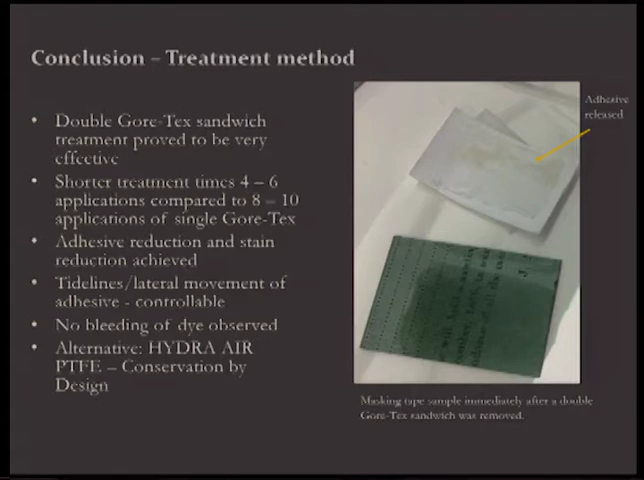 Conclusion – Treatment method
• Double Gore-Tex sandwich
treatment proved to be very
effective
• Shorter treatment times 4 – 6
applications compared to 8 – 10
applications of single Gore-Tex
• Adhesive reduction and stain
reduction achieved
• Tidelines/lateral movement of
adhesive - controllable
• No bleeding of dye observed
• Alternative: HYDRA AIR
PTFE – Conservation by
Design
Adhesive
released
Masking tape sample immediately after a double
Gore-Tex sandwich was removed.